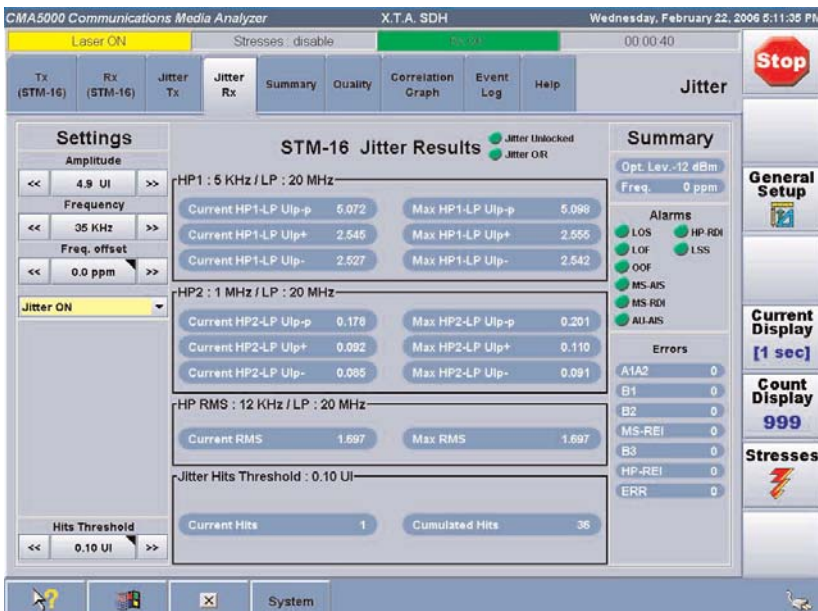 CMA5000 Communications Media Analyzer X.T.A. SDH Wednesday, February 22, 2006 5:11:35 PM
Laser ON Stresses : disable 00:00:40
Stop
Tx (STM-16) Rx (STM-16) Jitter Tx Jitter Rx Summary Quality Correlation Graph Event Log Help Jitter
Settings
Amplitude
<< 4.9 UI >>
Frequency
<< 35 KHz >>
Freq. offset
<< 0.0 ppm >>
Jitter ON
Hits Threshold
<< 0.10 UI >>
STM-16 Jitter Results
Jitter Unlocked
Jitter O/R
HP1 : 5 KHz / LP : 20 MHz
Current HP1-LP UIp-p 5.072 Max HP1-LP UIp-p 5.098
Current HP1-LP UIp+ 2.545 Max HP1-LP UIp+ 2.555
Current HP1-LP UIp- 2.527 Max HP1-LP UIp- 2.542
HP2 : 1 MHz / LP : 20 MHz
Current HP2-LP UIp-p 0.178 Max HP2-LP UIp-p 0.201
Current HP2-LP UIp+ 0.092 Max HP2-LP UIp+ 0.110
Current HP2-LP UIp- 0.085 Max HP2-LP UIp- 0.091
HP RMS : 12 KHz / LP : 20 MHz
Current RMS 1.697 Max RMS 1.697
Jitter Hits Threshold : 0.10 UI
Current Hits 1 Cumulated Hits 36
Summary
Opt. Lev. -12 dBm
Freq. 0 ppm
Alarms
LOS HP-RDI
LOF LSS
OOF
MS-AIS
MS-RDI
AU-AIS
Errors
A1A2 0
B1 0
B2 0
MS-REI 0
B3 0
HP-REI 0
ERR 0
General Setup
Current Display
[1 sec]
Count Display
999
Stresses
System